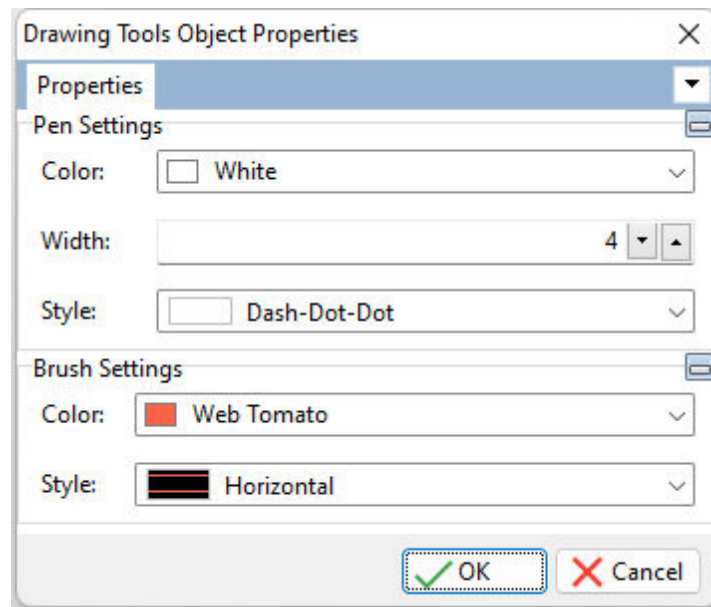 Drawing Tools Object Properties
Properties
Pen Settings
Color: White
Width: 4
Style: Dash-Dot-Dot
Brush Settings
Color: Web Tomato
Style: Horizontal
OK Cancel